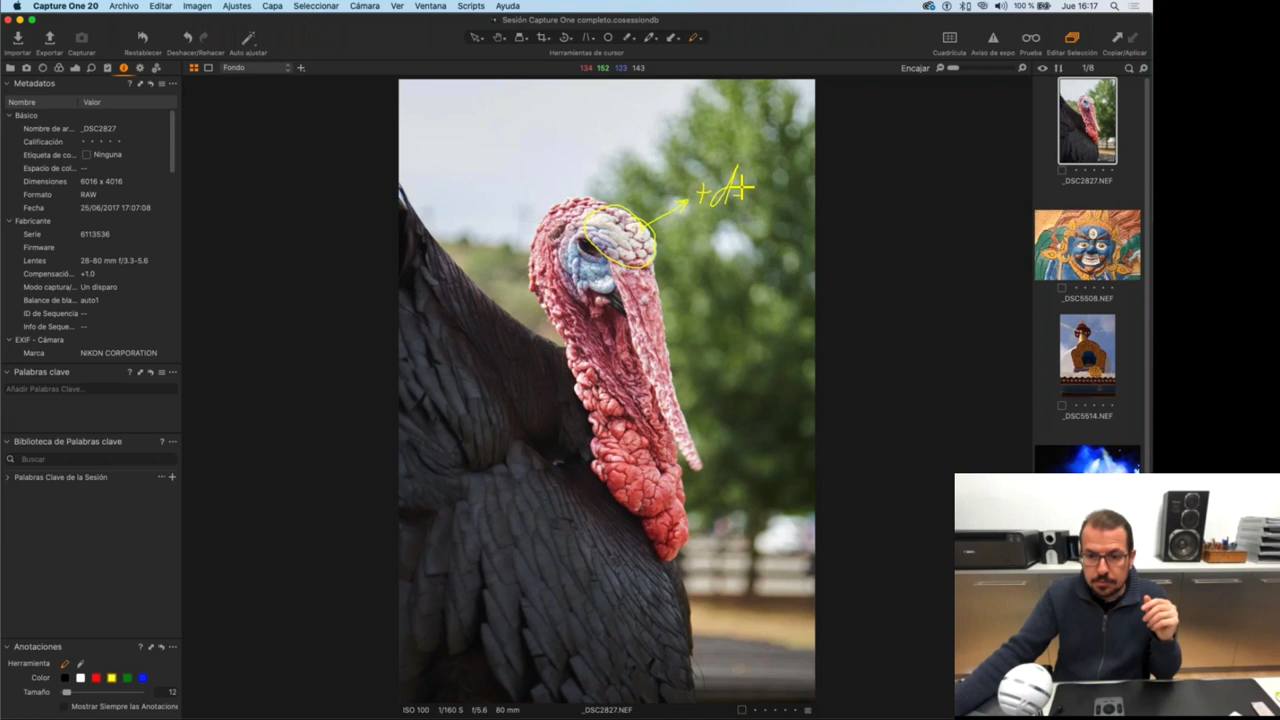 Capture One 20 Archivo Editar Imagen Ajustes Capa Seleccionar Cámara Ver Ventana Scripts Ayuda 100 % Jue 16:17
Sesión Capture One completo.cosessiondb
Importar Exportar Capturar Restablecer Deshacer/Rehacer Auto ajustar Herramientas de cursor Cuadrícula Aviso de expo Prueba Editar Selección Copiar/Aplicar
Fondo 134 152 123 143 Encajar 1/8
Metadatos
Nombre Valor
Básico
Nombre de ar... _DSC2827
Calificación
Etiqueta de co... Ninguna
Espacio de col... --
Dimensiones 6016 x 4016
Formato RAW
Fecha 25/06/2017 17:07:08
Fabricante
Serie 6113536
Firmware
Lentes 28-80 mm f/3.3-5.6
Compensació... +1.0
Modo captura/... Un disparo
Balance de bla... auto1
ID de Sequencia --
Info de Seque... --
EXIF - Cámara
Marca NIKON CORPORATION
Palabras clave
Añadir Palabras Clave...
Biblioteca de Palabras clave
Buscar
Palabras Clave de la Sesión
Anotaciones
Herramienta
Color
Tamaño 12
Mostrar Siempre las Anotacione
ISO 100 1/160 S f/5.6 80 mm _DSC2827.NEF
_DSC2827.NEF
_DSC5508.NEF
_DSC5514.NEF